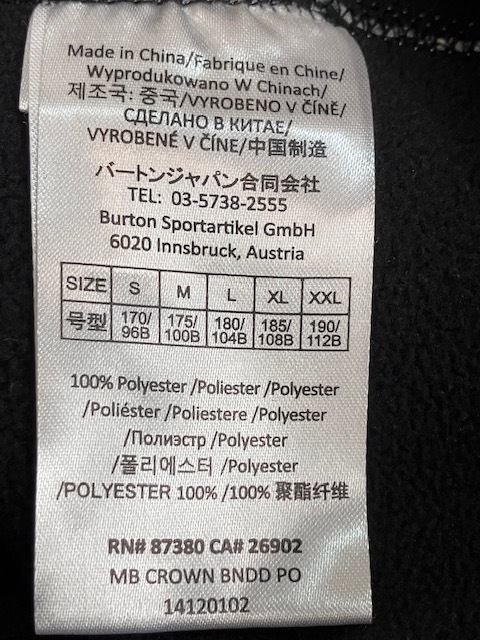 Made in China/Fabrique en Chine/
Wyprodukowano W Chinach/
제조국: 중국/VYROBENO V ČÍNĚ/
СДЕЛАНО В КИТАЕ/
VYROBENÉ V ČÍNE/中国制造
バートンジャパン合同会社
TEL: 03-5738-2555
Burton Sportartikel GmbH
6020 Innsbruck, Austria
SIZE S M L XL XXL
号型 170/96B 175/100B 180/104B 185/108B 190/112B
100% Polyester /Poliester /Polyester
/Poliéster /Poliestere /Polyester
/Полиэстр /Polyester
/폴리에스터 /Polyester
/POLYESTER 100% /100% 聚酯纤维
RN# 87380 CA# 26902
MB CROWN BNDD PO
14120102